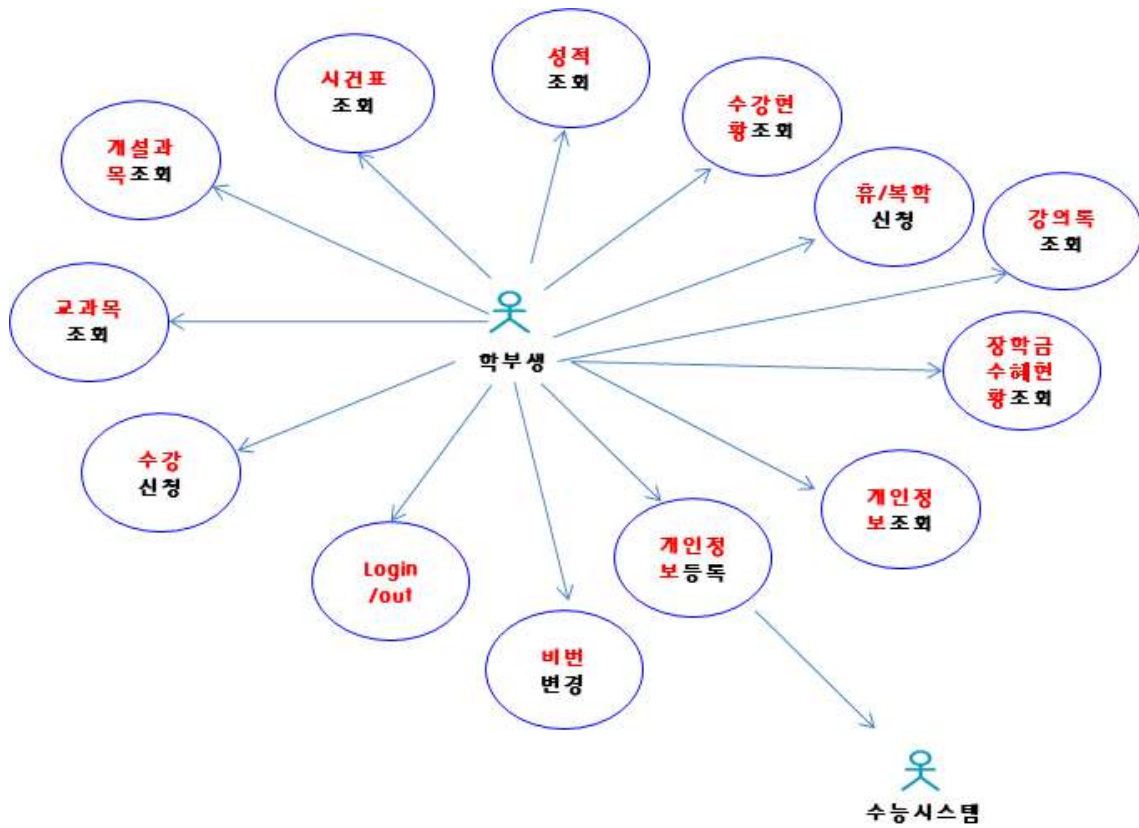 성적
조회
시건표
조회
수강현
황조회
개설과
목조회
휴/복학
신청
강의톡
조회
교과목
조회
학부생
장학금
수혜현
황조회
수강
신청
개인정
보조회
개인정
보등톡
Login
/out
비번
변경
수능시스템